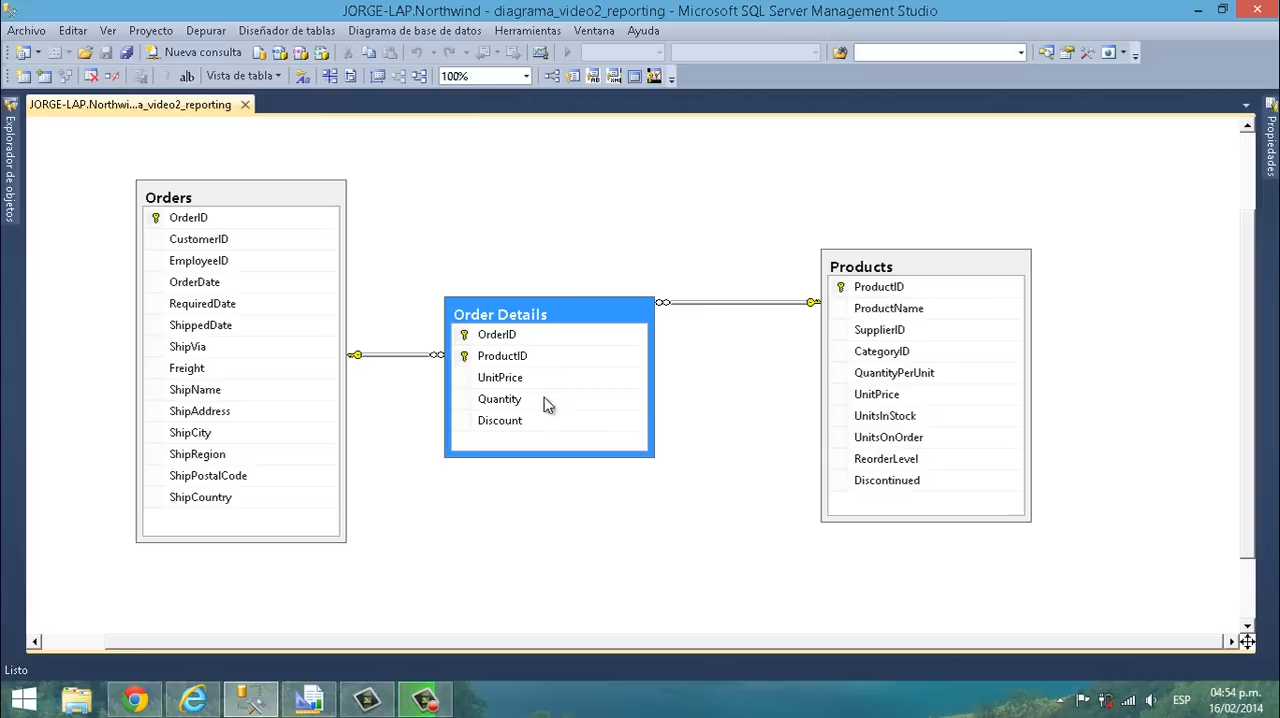 JORGE-LAP.Northwind - diagrama_video2_reporting - Microsoft SQL Server Management Studio
Archivo Editar Ver Proyecto Depurar Diseñador de tablas Diagrama de base de datos Herramientas Ventana Ayuda
Nueva consulta
ab Vista de tabla 100%
JORGE-LAP.Northwi...a_video2_reporting
Explorador de objetos
Propiedades
Orders
OrderID
CustomerID
EmployeeID
OrderDate
RequiredDate
ShippedDate
ShipVia
Freight
ShipName
ShipAddress
ShipCity
ShipRegion
ShipPostalCode
ShipCountry
Order Details
OrderID
ProductID
UnitPrice
Quantity
Discount
Products
ProductID
ProductName
SupplierID
CategoryID
QuantityPerUnit
UnitPrice
UnitsInStock
UnitsOnOrder
ReorderLevel
Discontinued
Listo
ESP
04:54 p.m.
16/02/2014